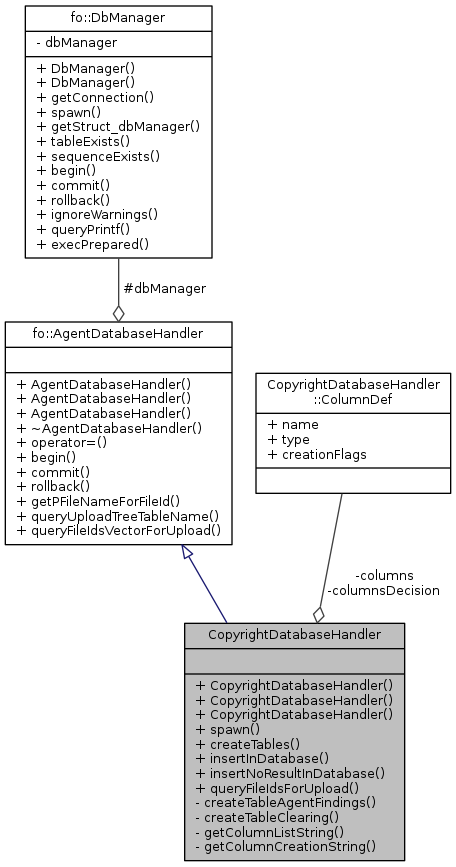 fo::DbManager
- dbManager
+ DbManager()
+ DbManager()
+ getConnection()
+ spawn()
+ getStruct_dbManager()
+ tableExists()
+ sequenceExists()
+ begin()
+ commit()
+ rollback()
+ ignoreWarnings()
+ queryPrintf()
+ execPrepared()
#dbManager
fo::AgentDatabaseHandler
+ AgentDatabaseHandler()
+ AgentDatabaseHandler()
+ AgentDatabaseHandler()
+ ~AgentDatabaseHandler()
+ operator=()
+ begin()
+ commit()
+ rollback()
+ getPFileNameForFileId()
+ queryUploadTreeTableName()
+ queryFileIdsVectorForUpload()
CopyrightDatabaseHandler
::ColumnDef
+ name
+ type
+ creationFlags
-columns
-columnsDecision
CopyrightDatabaseHandler
+ CopyrightDatabaseHandler()
+ CopyrightDatabaseHandler()
+ CopyrightDatabaseHandler()
+ spawn()
+ createTables()
+ insertInDatabase()
+ insertNoResultInDatabase()
+ queryFileIdsForUpload()
- createTableAgentFindings()
- createTableClearing()
- getColumnListString()
- getColumnCreationString()